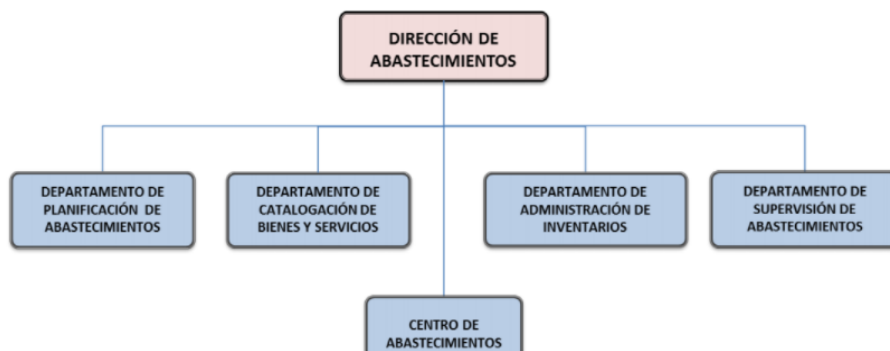 DIRECCIÓN DE
ABASTECIMIENTOS
DEPARTAMENTO DE
PLANIFICACIÓN DE
ABASTECIMIENTOS
DEPARTAMENTO DE
CATALOGACIÓN DE
BIENES Y SERVICIOS
DEPARTAMENTO DE
ADMINISTRACIÓN DE
INVENTARIOS
DEPARTAMENTO DE
SUPERVISIÓN DE
ABASTECIMIENTOS
CENTRO DE
ABASTECIMIENTOS